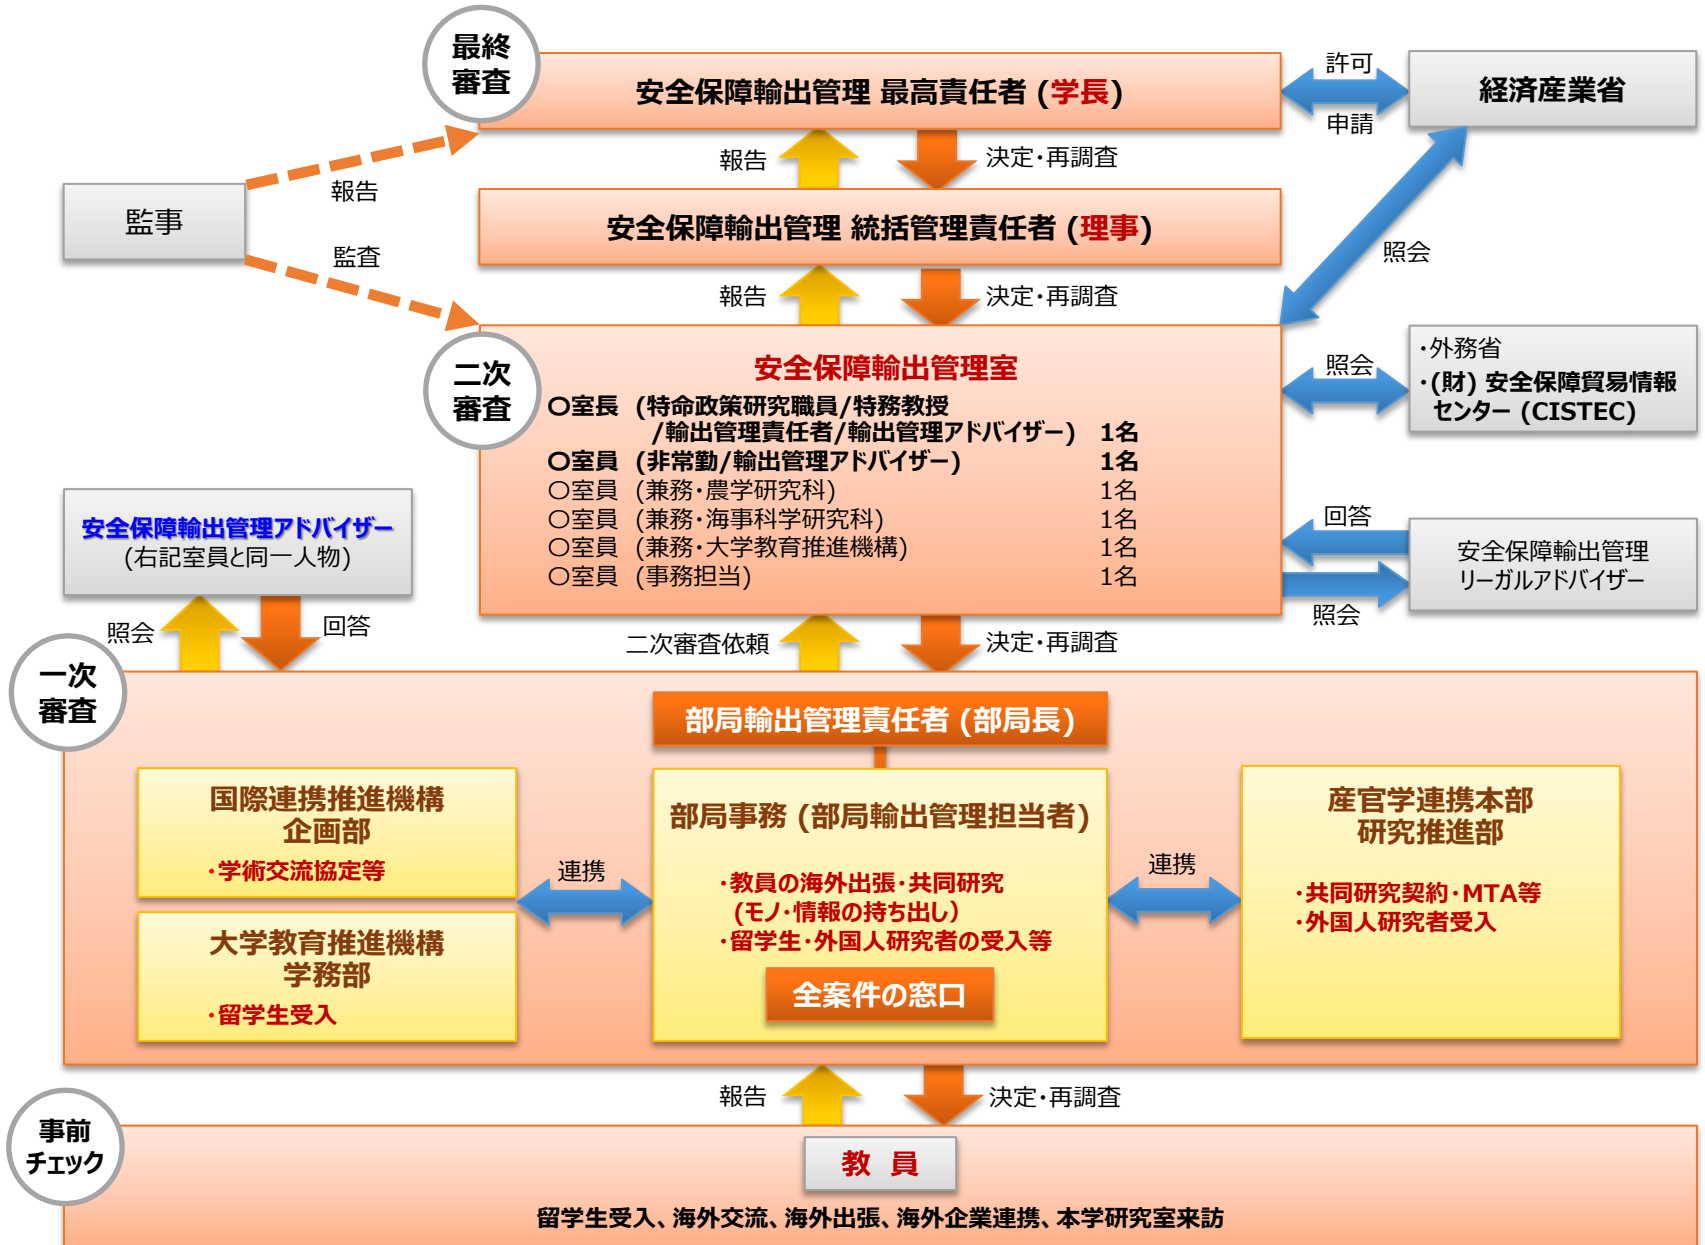 最終
審査
安全保障輸出管理 最高責任者 (学長)
許可
申請
経済産業省
報告
決定・再調査
監事
報告
監査
安全保障輸出管理 統括管理責任者 (理事)
照会
報告
決定・再調査
二次
審査
安全保障輸出管理室
〇室長 (特命政策研究職員/特務教授
/輸出管理責任者/輸出管理アドバイザー) 1名
〇室員 (非常勤/輸出管理アドバイザー) 1名
〇室員 (兼務・農学研究科) 1名
〇室員 (兼務・海事科学研究科) 1名
〇室員 (兼務・大学教育推進機構) 1名
〇室員 (事務担当) 1名
照会
・外務省
・(財) 安全保障貿易情報
センター (CISTEC)
回答
照会
安全保障輸出管理
リーガルアドバイザー
安全保障輸出管理アドバイザー
(右記室員と同一人物)
照会
回答
二次審査依頼
決定・再調査
一次
審査
部局輸出管理責任者 (部局長)
国際連携推進機構
企画部
・学術交流協定等
大学教育推進機構
学務部
・留学生受入
連携
部局事務 (部局輸出管理担当者)
・教員の海外出張・共同研究
(モノ・情報の持ち出し)
・留学生・外国人研究者の受入等
全案件の窓口
連携
産官学連携本部
研究推進部
・共同研究契約・MTA等
・外国人研究者受入
報告
決定・再調査
事前
チェック
教 員
留学生受入、海外交流、海外出張、海外企業連携、本学研究室来訪